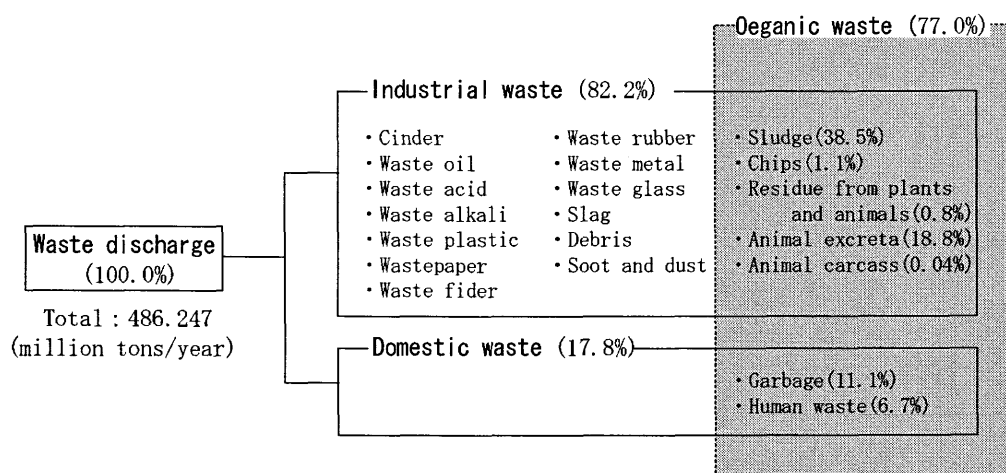 Oeganic waste (77.0%)
Industrial waste (82.2%)
・Cinder
・Waste oil
・Waste acid
・Waste alkali
・Waste plastic
・Wastepaper
・Waste fider
・Waste rubber
・Waste metal
・Waste glass
・Slag
・Debris
・Soot and dust
・Sludge(38.5%)
・Chips(1.1%)
・Residue from plants
and animals(0.8%)
・Animal excreta(18.8%)
・Animal carcass(0.04%)
Waste discharge
(100.0%)
Total : 486.247
(million tons/year)
Domestic waste (17.8%)
・Garbage(11.1%)
・Human waste(6.7%)